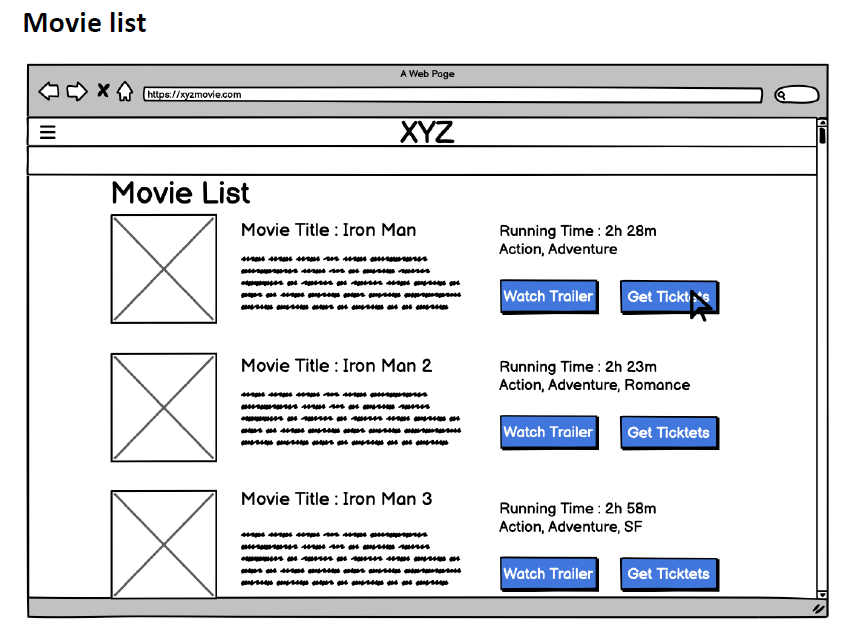 Movie list
A Web Page
https://xyzmovie.com
XYZ
Movie List
Movie Title : Iron Man
Running Time : 2h 28m
Action, Adventure
Watch Trailer
Get Ticktets
Movie Title : Iron Man 2
Running Time : 2h 23m
Action, Adventure, Romance
Watch Trailer
Get Ticktets
Movie Title : Iron Man 3
Running Time : 2h 58m
Action, Adventure, SF
Watch Trailer
Get Ticktets